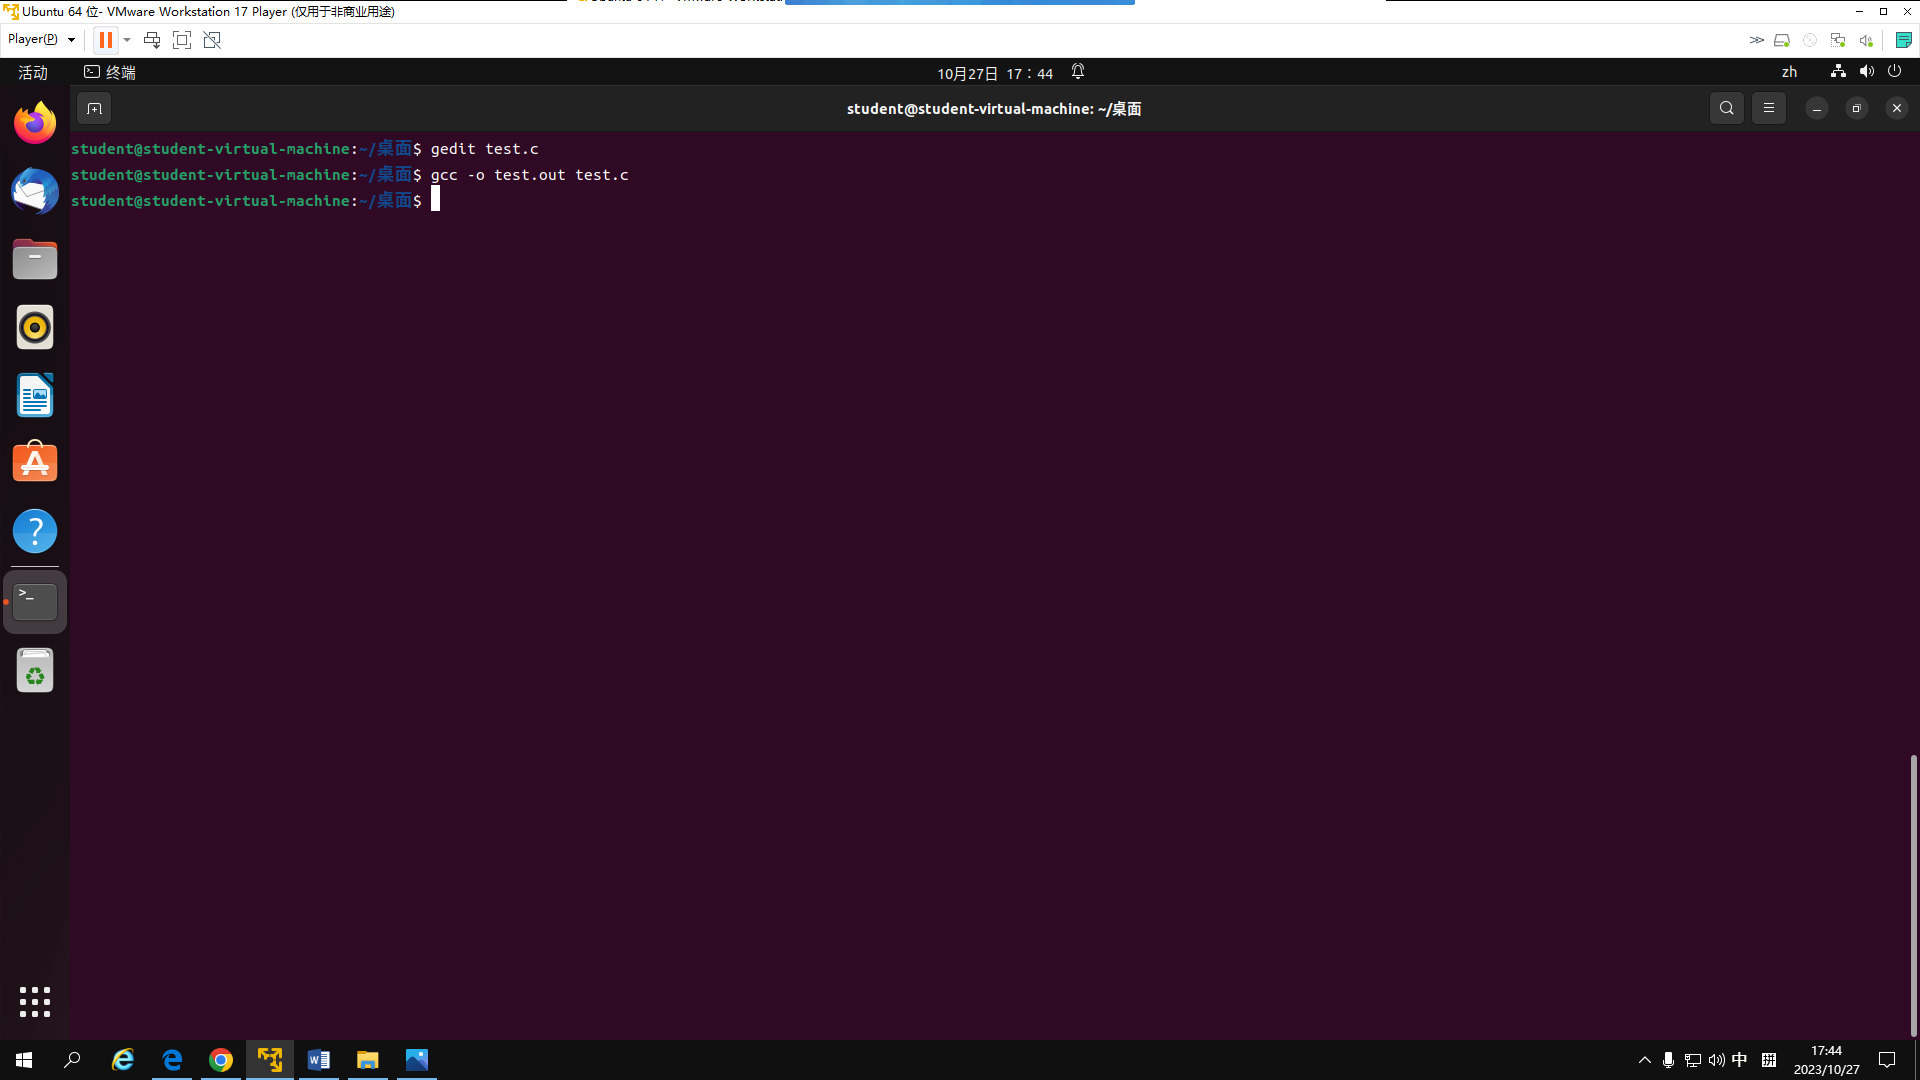 Ubuntu 64 位- VMware Workstation 17 Player (仅用于非商业用途)
Player(P)
活动 终端 10月27日 17：44 zh
student@student-virtual-machine: ~/桌面
student@student-virtual-machine:~/桌面$ gedit test.c
student@student-virtual-machine:~/桌面$ gcc -o test.out test.c
student@student-virtual-machine:~/桌面$
中 17:44
2023/10/27